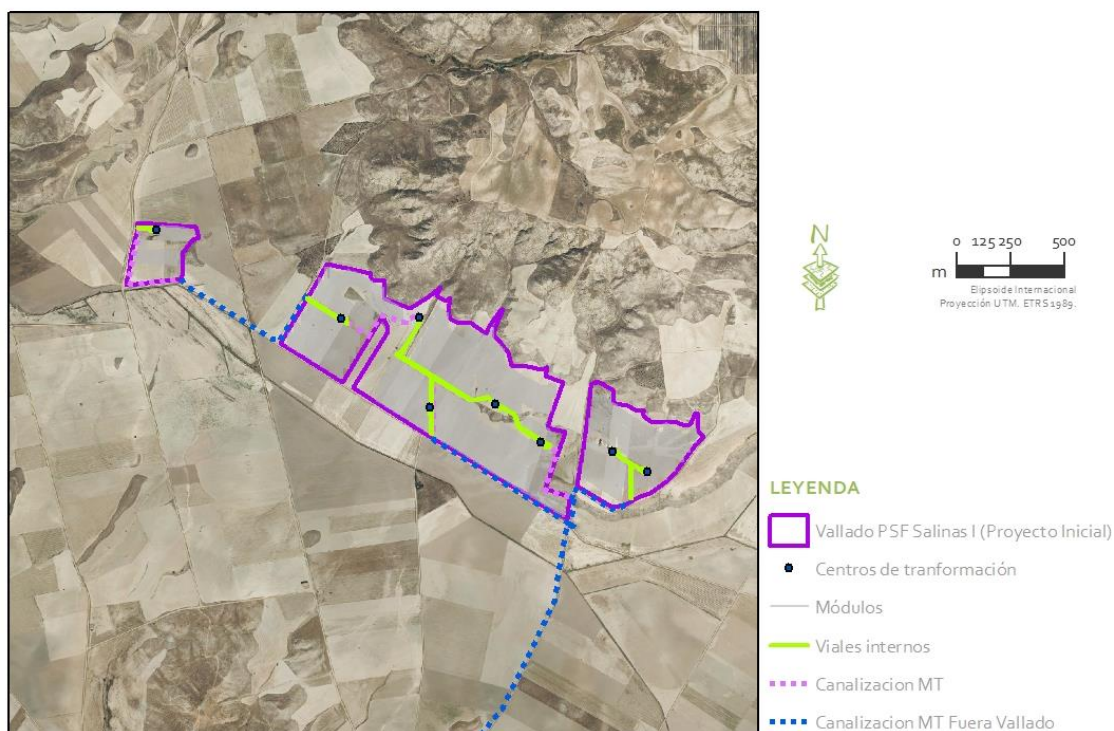 N
0 125 250 500
m
Elipsoide Internacional
Proyección UTM. ETRS 1989.
LEYENDA
Vallado PSF Salinas I (Proyecto Inicial)
Centros de tranformación
Módulos
Viales internos
Canalizacion MT
Canalizacion MT Fuera Vallado